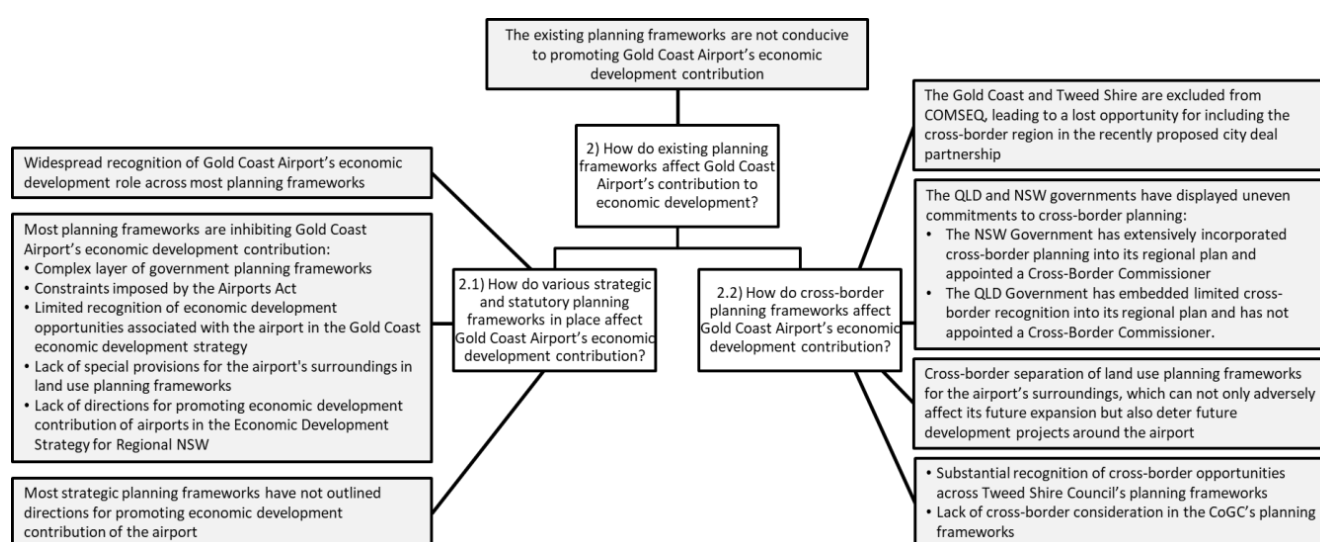 The existing planning frameworks are not conducive
to promoting Gold Coast Airport's economic
development contribution
2) How do existing planning
frameworks affect Gold Coast
Airport's contribution to
economic development?
Widespread recognition of Gold Coast Airport's economic
development role across most planning frameworks
Most planning frameworks are inhibiting Gold Coast
Airport's economic development contribution:
• Complex layer of government planning frameworks
• Constraints imposed by the Airports Act
• Limited recognition of economic development
opportunities associated with the airport in the Gold Coast
economic development strategy
• Lack of special provisions for the airport's surroundings in
land use planning frameworks
• Lack of directions for promoting economic development
contribution of airports in the Economic Development
Strategy for Regional NSW
Most strategic planning frameworks have not outlined
directions for promoting economic development
contribution of the airport
2.1) How do various strategic
and statutory planning
frameworks in place affect
Gold Coast Airport's economic
development contribution?
2.2) How do cross-border
planning frameworks affect
Gold Coast Airport's economic
development contribution?
The Gold Coast and Tweed Shire are excluded from
COMSEQ, leading to a lost opportunity for including the
cross-border region in the recently proposed city deal
partnership
The QLD and NSW governments have displayed uneven
commitments to cross-border planning:
• The NSW Government has extensively incorporated
cross-border planning into its regional plan and
appointed a Cross-Border Commissioner
• The QLD Government has embedded limited cross-
border recognition into its regional plan and has not
appointed a Cross-Border Commissioner.
Cross-border separation of land use planning frameworks
for the airport's surroundings, which can not only adversely
affect its future expansion but also deter future
development projects around the airport
• Substantial recognition of cross-border opportunities
across Tweed Shire Council's planning frameworks
• Lack of cross-border consideration in the CoGC's planning
frameworks